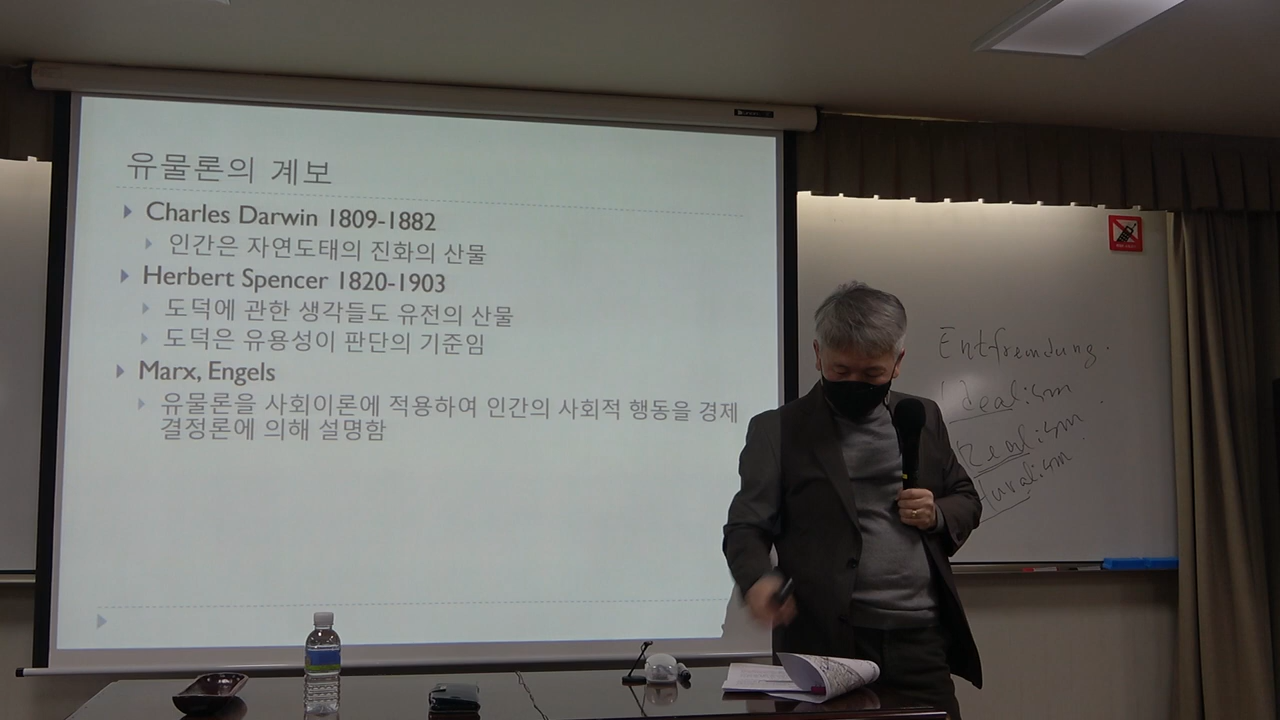 유물론의 계보
Charles Darwin 1809-1882
인간은 자연도태의 진화의 산물
Herbert Spencer 1820-1903
도덕에 관한 생각들도 유전의 산물
도덕은 유용성이 판단의 기준임
Marx, Engels
유물론을 사회이론에 적용하여 인간의 사회적 행동을 경제
결정론에 의해 설명함
Entfremdung.
Idealism
Realism